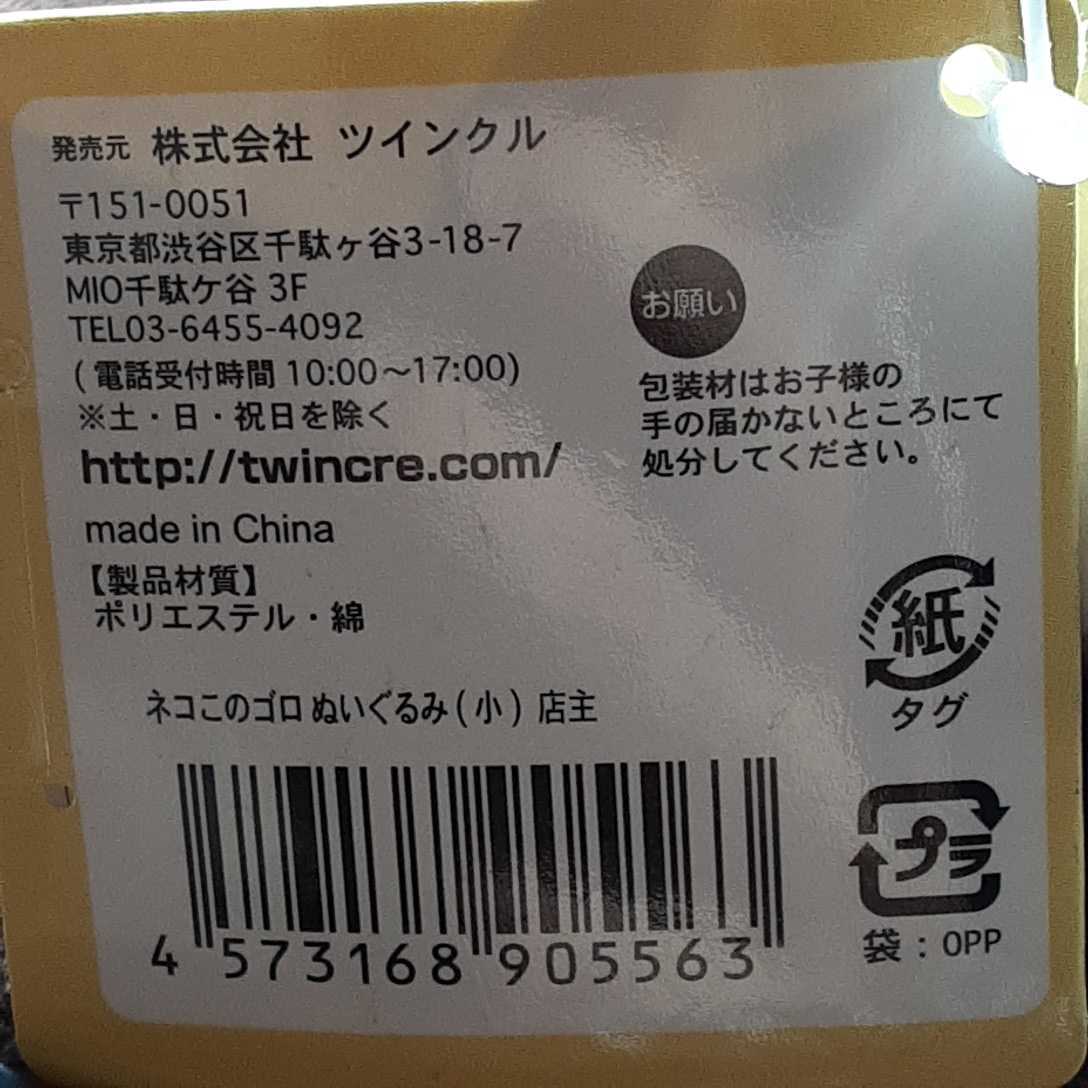 発売元 株式会社 ツインクル
〒151-0051
東京都渋谷区千駄ヶ谷3-18-7
MIO千駄ケ谷 3F
TEL03-6455-4092
(電話受付時間 10:00～17:00)
※土・日・祝日を除く
http://twincre.com/
made in China
【製品材質】
ポリエステル・綿
お願い
包装材はお子様の
手の届かないところにて
処分してください。
紙
タグ
ネコこのゴロ ぬいぐるみ(小) 店主
4 573168 905563
プラ
袋：OPP